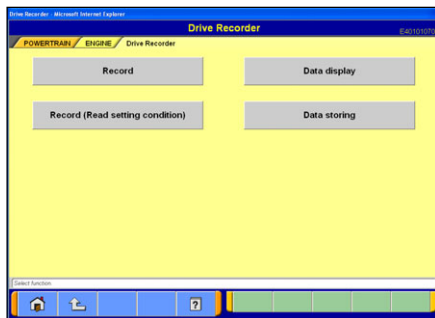 Drive Recorder - Microsoft Internet Explorer
Drive Recorder
E40101070
POWERTRAIN ENGINE Drive Recorder
Record Data display
Record (Read setting condition) Data storing
Select function.
?